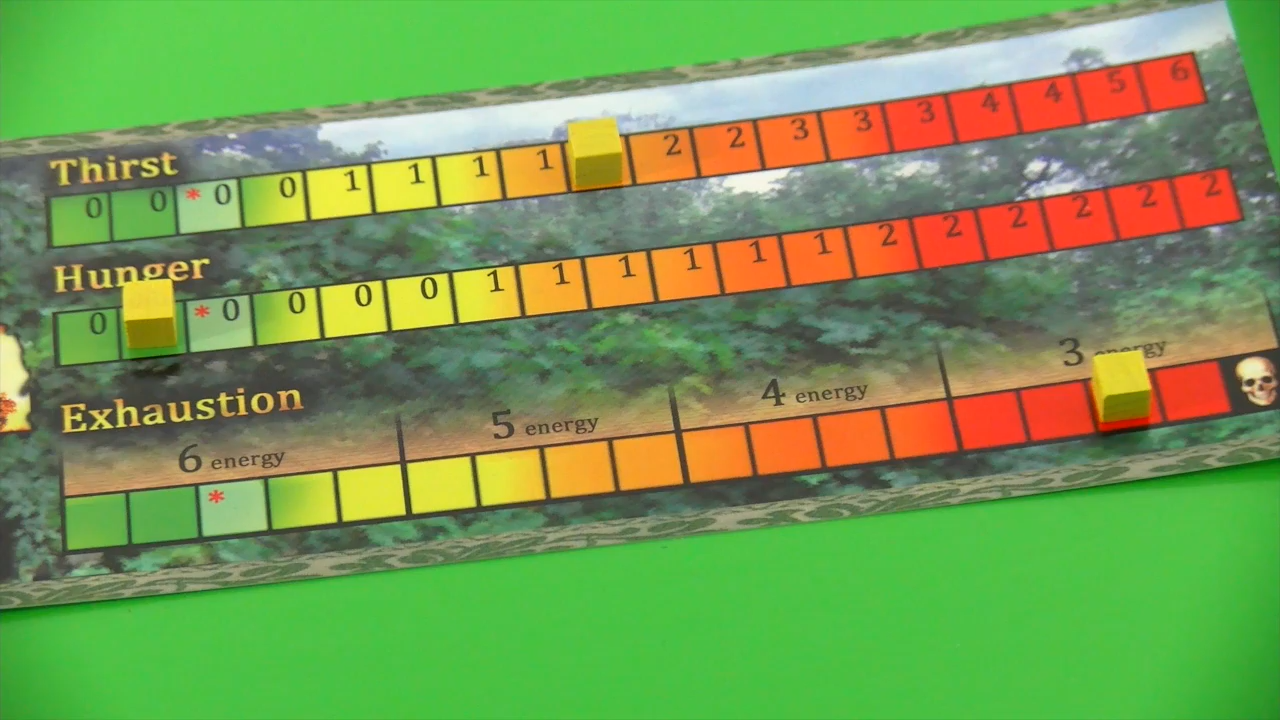 Thirst
0 0 * 0 0 1 1 1 1 2 2 3 3 3 4 4 5 6
Hunger
0 * 0 0 0 0 1 1 1 1 1 1 2 2 2 2 2 2
Exhaustion
6 energy 5 energy 4 energy 3 energy
*